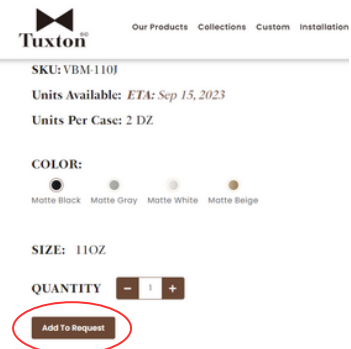 Tuxton®
Our Products Collections Custom Installation
SKU: VBM-110J
Units Available: ETA: Sep 15, 2023
Units Per Case: 2 DZ
COLOR:
Matte Black Matte Gray Matte White Matte Beige
SIZE: 11OZ
QUANTITY - 1 +
Add To Request